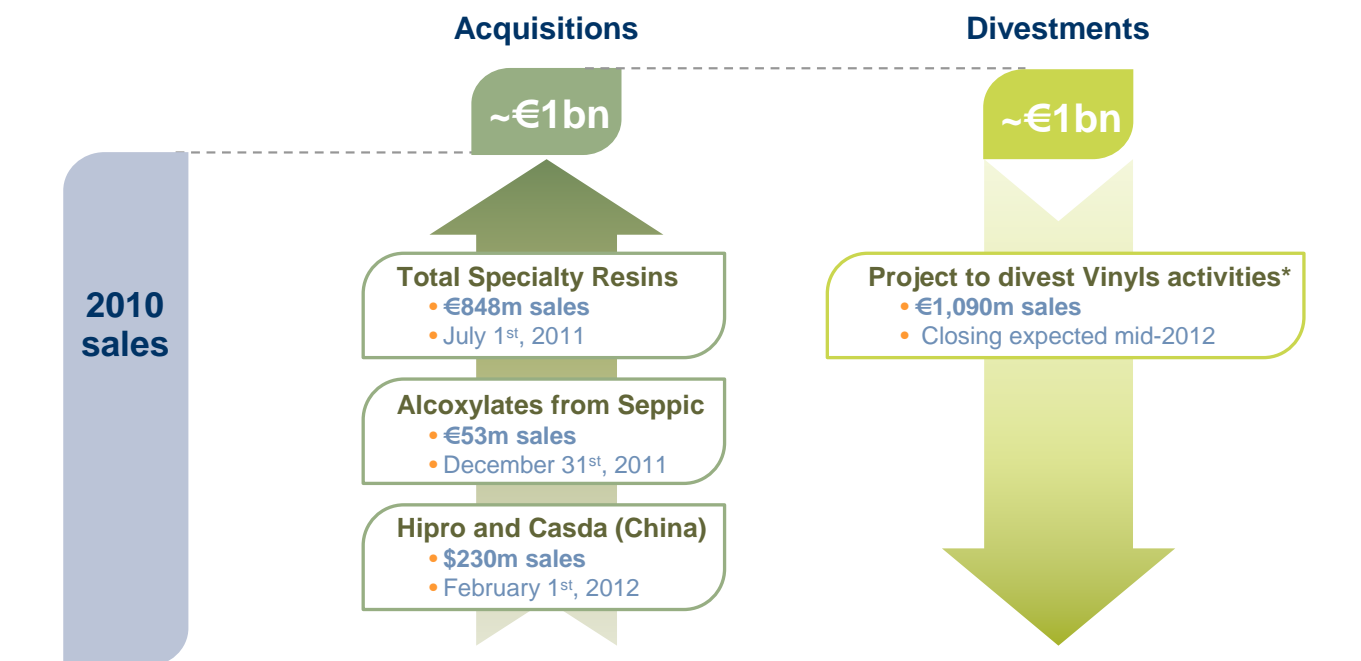 Acquisitions
Divestments
~€1bn
~€1bn
2010
sales
Total Specialty Resins
• €848m sales
• July 1st, 2011
Alcoxylates from Seppic
• €53m sales
• December 31st, 2011
Hipro and Casda (China)
• $230m sales
• February 1st, 2012
Project to divest Vinyls activities*
• €1,090m sales
• Closing expected mid-2012